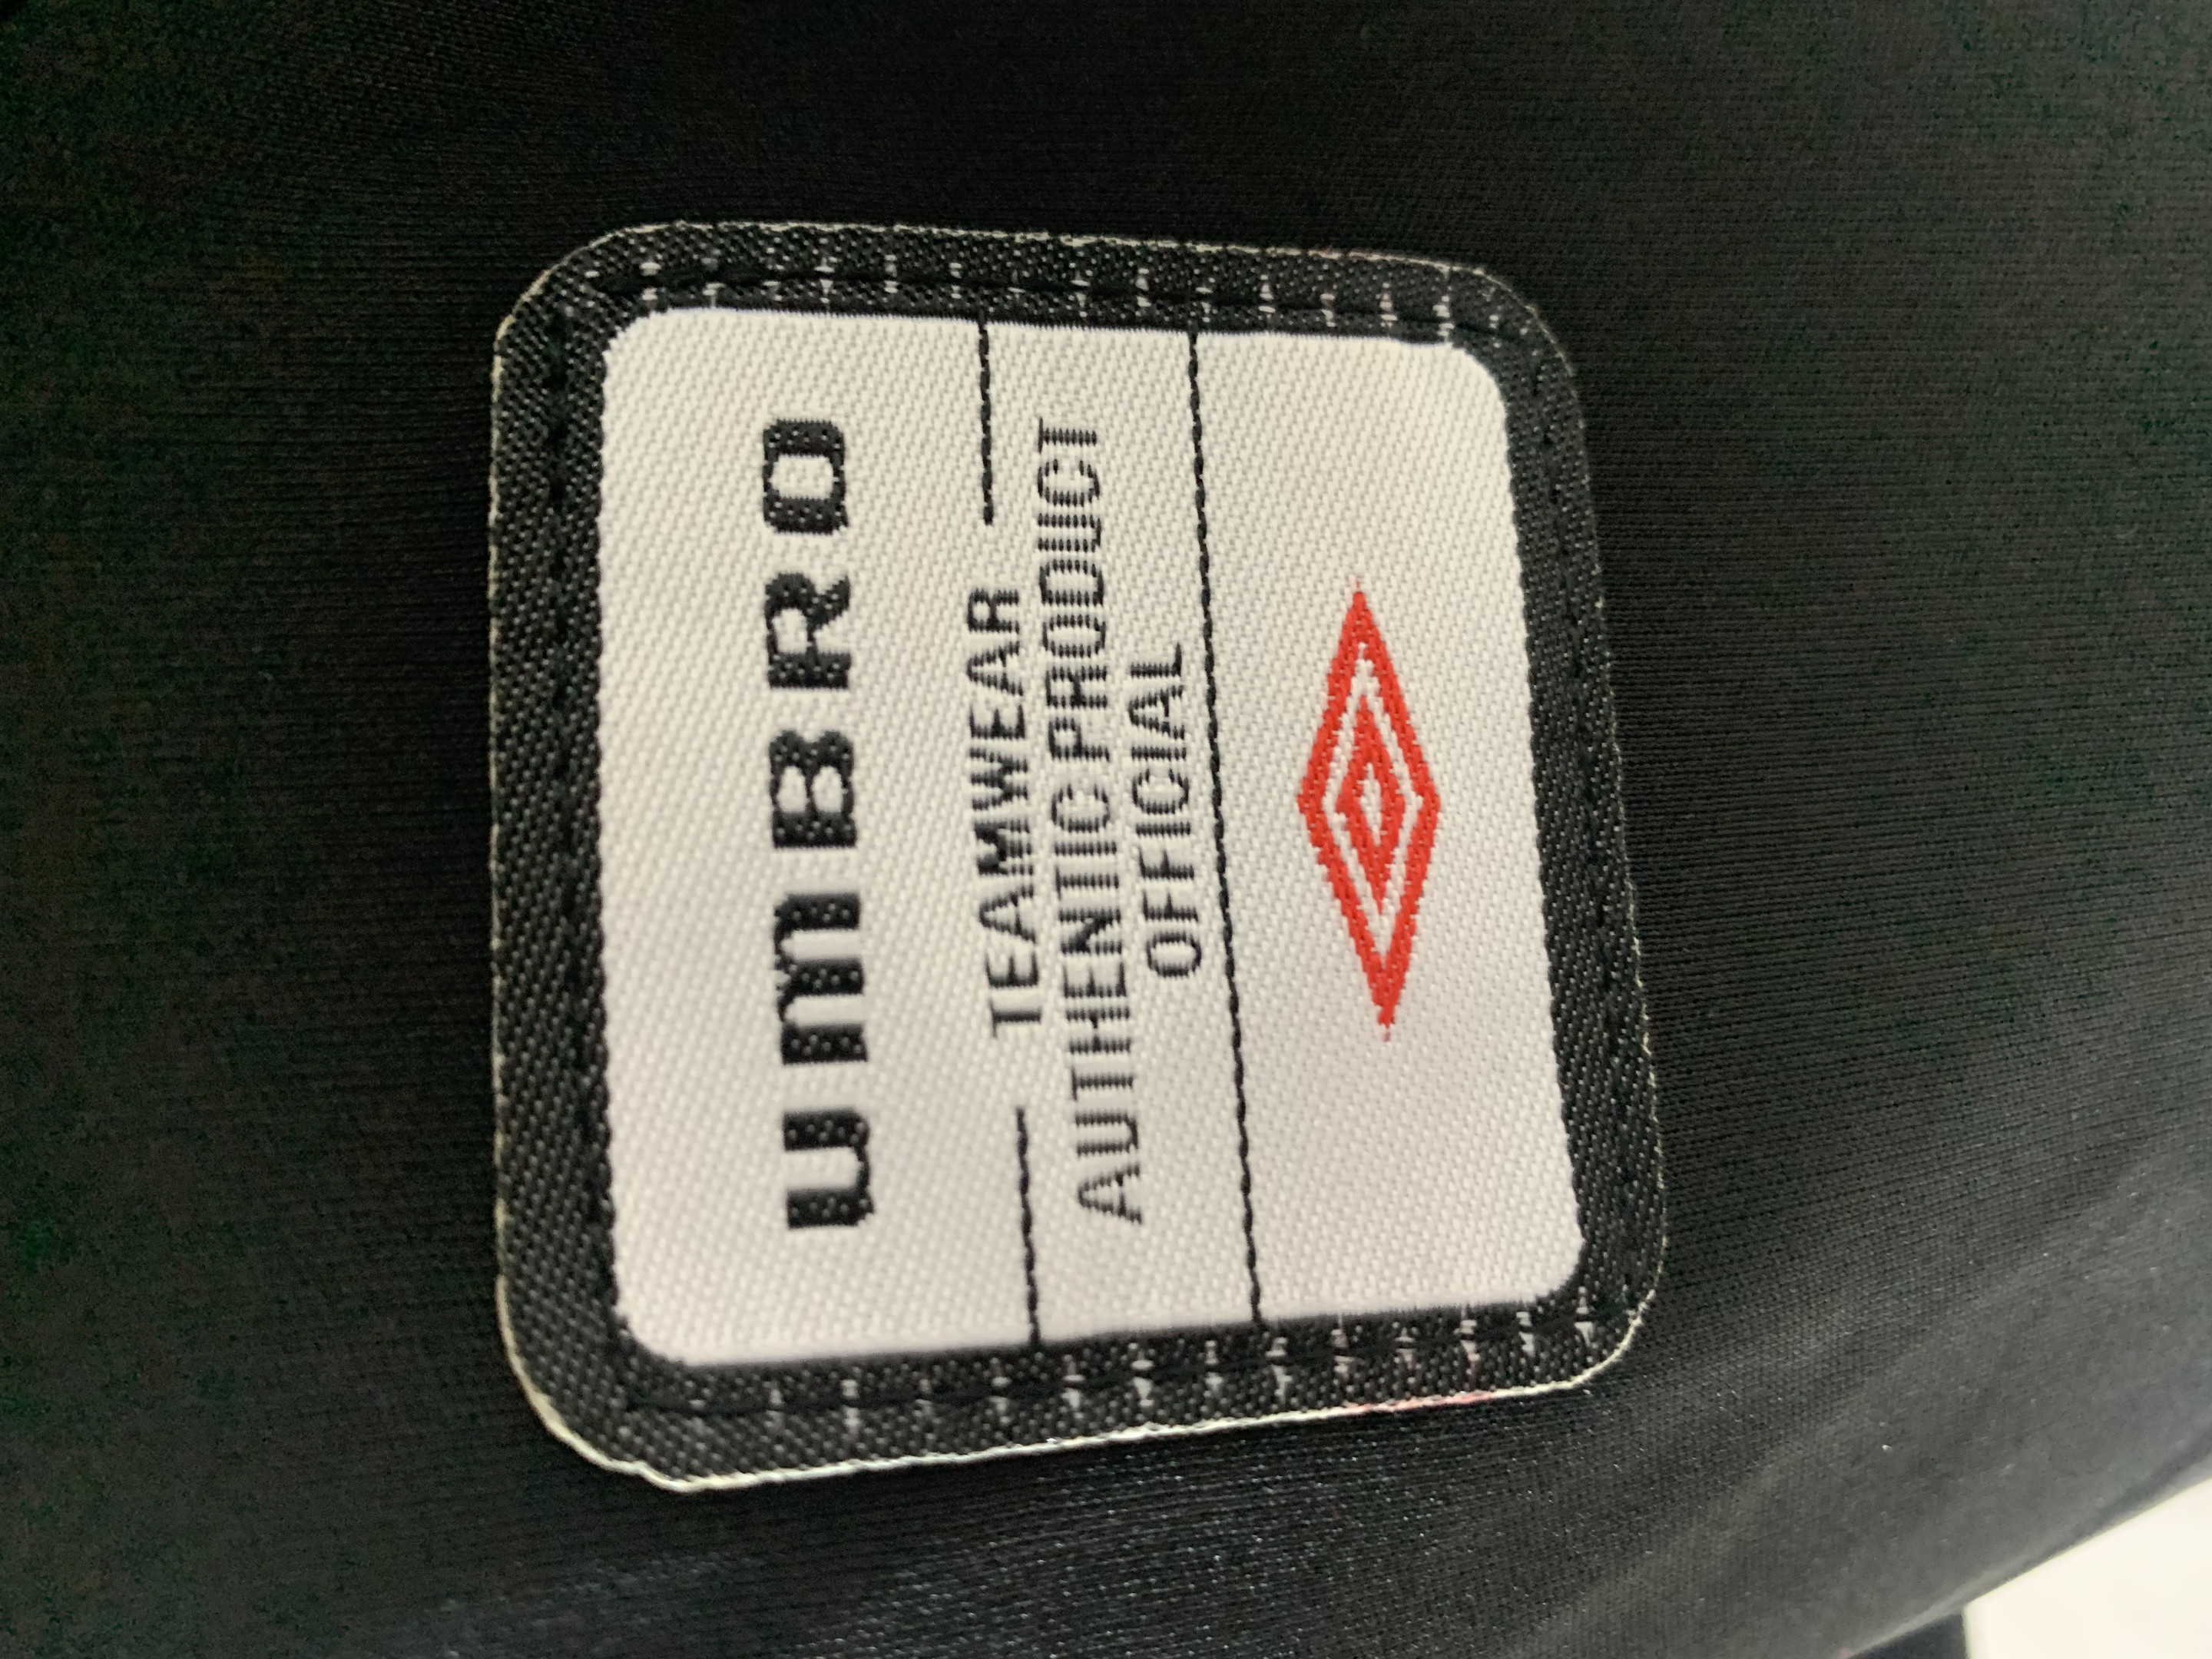 umBRO
TEAMWEAR
AUTHENTIC PRODUCT
OFFICIAL